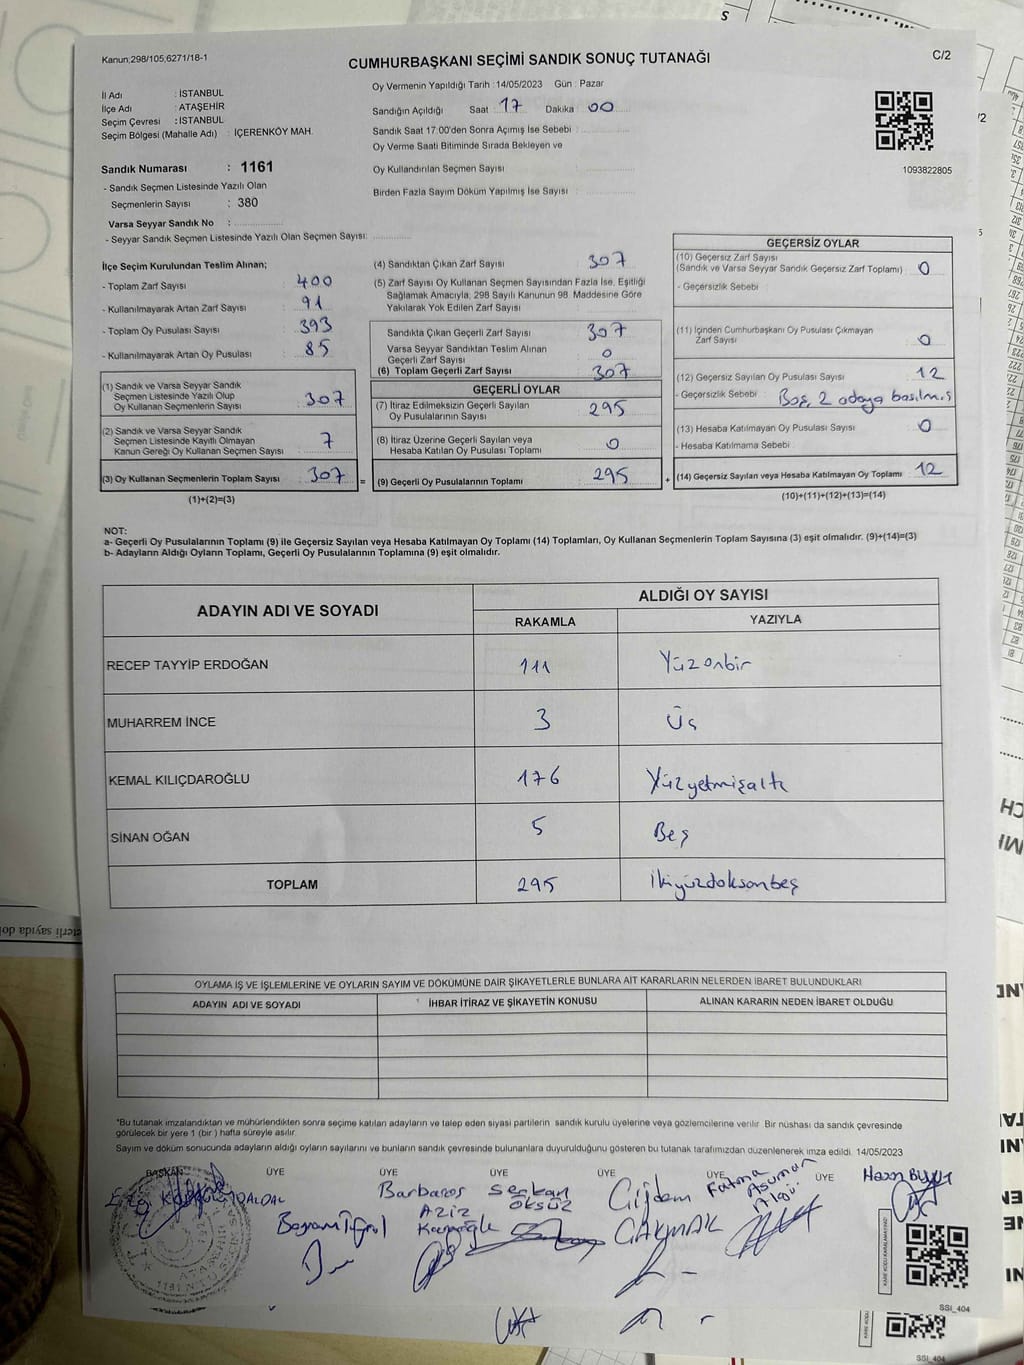 Kanun;298/105;6271/18-1
CUMHURBAŞKANI SEÇİMİ SANDIK SONUÇ TUTANAĞI
C/2
İl Adı : İSTANBUL
İlçe Adı : ATAŞEHİR
Seçim Çevresi : İSTANBUL
Seçim Bölgesi (Mahalle Adı) : İÇERENKÖY MAH.
Sandık Numarası : 1161
- Sandık Seçmen Listesinde Yazılı Olan
Seçmenlerin Sayısı : 380
Varsa Seyyar Sandık No :
- Seyyar Sandık Seçmen Listesinde Yazılı Olan Seçmen Sayısı:
Oy Vermenin Yapıldığı Tarih : 14/05/2023 Gün : Pazar
Sandığın Açıldığı Saat : 17 Dakika : 00
Sandık Saat 17:00'den Sonra Açımış İse Sebebi :
Oy Verme Saati Bitiminde Sırada Bekleyen ve
Oy Kullandırılan Seçmen Sayısı :
Birden Fazla Sayım Döküm Yapılmış İse Sayısı :
1093822805
İlçe Seçim Kurulundan Teslim Alınan;
- Toplam Zarf Sayısı : 400
- Kullanılmayarak Artan Zarf Sayısı : 91
- Toplam Oy Pusulası Sayısı : 393
- Kullanılmayarak Artan Oy Pusulası : 85
(1) Sandık ve Varsa Seyyar Sandık
Seçmen Listesinde Yazılı Olup
Oy Kullanan Seçmenlerin Sayısı : 307
(2) Sandık ve Varsa Seyyar Sandık
Seçmen Listesinde Kayıtlı Olmayan
Kanun Gereği Oy Kullanan Seçmen Sayısı : 7
(3) Oy Kullanan Seçmenlerin Toplam Sayısı : 307
(1)+(2)=(3)
(4) Sandıktan Çıkan Zarf Sayısı : 307
(5) Zarf Sayısı Oy Kullanan Seçmen Sayısından Fazla İse, Eşitliği
Sağlamak Amacıyla, 298 Sayılı Kanunun 98. Maddesine Göre
Yakılarak Yok Edilen Zarf Sayısı :
Sandıkta Çıkan Geçerli Zarf Sayısı : 307
Varsa Seyyar Sandıktan Teslim Alınan
Geçerli Zarf Sayısı : 0
(6) Toplam Geçerli Zarf Sayısı : 307
GEÇERLİ OYLAR
(7) İtiraz Edilmeksizin Geçerli Sayılan
Oy Pusulalarının Sayısı : 295
(8) İtiraz Üzerine Geçerli Sayılan veya
Hesaba Katılan Oy Pusulası Toplamı : 0
= (9) Geçerli Oy Pusulalarının Toplamı : 295 +
GEÇERSİZ OYLAR
(10) Geçersiz Zarf Sayısı
(Sandık ve Varsa Seyyar Sandık Geçersiz Zarf Toplamı) : 0
- Geçersizlik Sebebi :
(11) İçinden Cumhurbaşkanı Oy Pusulası Çıkmayan
Zarf Sayısı : 0
(12) Geçersiz Sayılan Oy Pusulası Sayısı : 12
- Geçersizlik Sebebi : Boş, 2 adaya basılmış
(13) Hesaba Katılmayan Oy Pusulası Sayısı : 0
- Hesaba Katılmama Sebebi :
(14) Geçersiz Sayılan veya Hesaba Katılmayan Oy Toplamı : 12
(10)+(11)+(12)+(13)=(14)
NOT:
a- Geçerli Oy Pusulalarının Toplamı (9) ile Geçersiz Sayılan veya Hesaba Katılmayan Oy Toplamı (14) Toplamları, Oy Kullanan Seçmenlerin Toplam Sayısına (3) eşit olmalıdır. (9)+(14)=(3)
b- Adayların Aldığı Oyların Toplamı, Geçerli Oy Pusulalarının Toplamına (9) eşit olmalıdır.
ADAYIN ADI VE SOYADI
ALDIĞI OY SAYISI
RAKAMLA YAZIYLA
RECEP TAYYİP ERDOĞAN 111 Yüzonbir
MUHARREM İNCE 3 Üç
KEMAL KILIÇDAROĞLU 176 Yüzyetmişaltı
SİNAN OĞAN 5 Beş
TOPLAM 295 İkiyüzdoksanbeş
OYLAMA İŞ VE İŞLEMLERİNE VE OYLARIN SAYIM VE DÖKÜMÜNE DAİR ŞİKAYETLERLE BUNLARA AİT KARARLARIN NELERDEN İBARET BULUNDUKLARI
ADAYIN ADI VE SOYADI İHBAR İTİRAZ VE ŞİKAYETİN KONUSU ALINAN KARARIN NEDEN İBARET OLDUĞU
*Bu tutanak imzalandıktan ve mühürlendikten sonra seçime katılan adayların ve talep eden siyasi partilerin sandık kurulu üyelerine veya gözlemcilerine verilir. Bir nüshası da sandık çevresinde
görülecek bir yere 1 (bir) hafta süreyle asılır.
Sayım ve döküm sonucunda adayların aldığı oyların sayılarını ve bunların sandık çevresinde bulunanlara duyurulduğunu gösteren bu tutanak tarafımızdan düzenlenerek imza edildi. 14/05/2023
BAŞKAN ÜYE ÜYE ÜYE ÜYE ÜYE ÜYE
Barbaros
Aziz
Serkan
ÖKSÜZ
Çiğdem
ÇAKMAK
Fatma
Asuman
Hasan
KARE KODU KARALAMAYINIZ
SSI_404
SSI_404